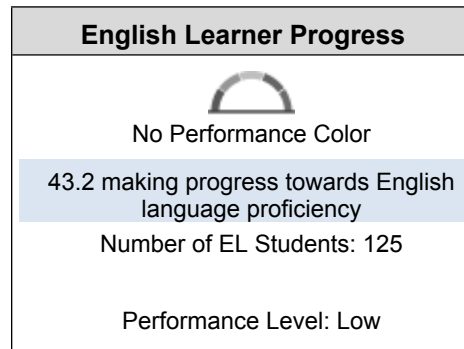 English Learner Progress
No Performance Color
43.2 making progress towards English
language proficiency
Number of EL Students: 125
Performance Level: Low